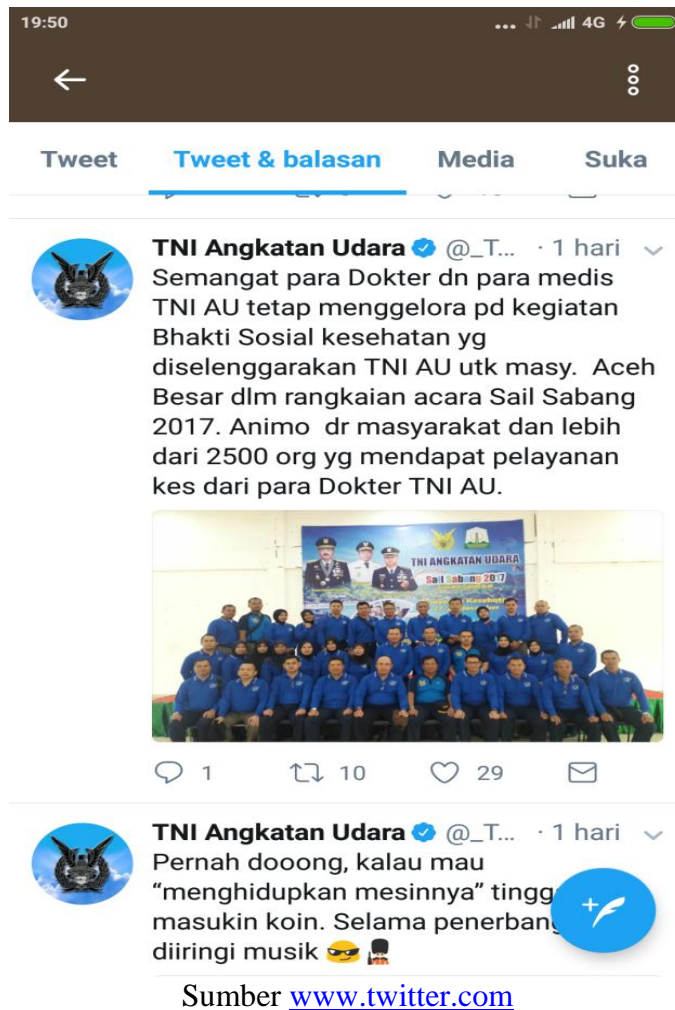 19:50
4G
Tweet Tweet & balasan Media Suka
TNI Angkatan Udara @_T... · 1 hari
Semangat para Dokter dn para medis
TNI AU tetap menggelora pd kegiatan
Bhakti Sosial kesehatan yg
diselenggarakan TNI AU utk masy. Aceh
Besar dlm rangkaian acara Sail Sabang
2017. Animo dr masyarakat dan lebih
dari 2500 org yg mendapat pelayanan
kes dari para Dokter TNI AU.
TNI ANGKATAN UDARA
Sail Sabang 2017
1 10 29
TNI Angkatan Udara @_T... · 1 hari
Pernah dooong, kalau mau
“menghidupkan mesinnya” tingg
masukin koin. Selama penerbang
diiringi musik 😎 💂
Sumber www.twitter.com